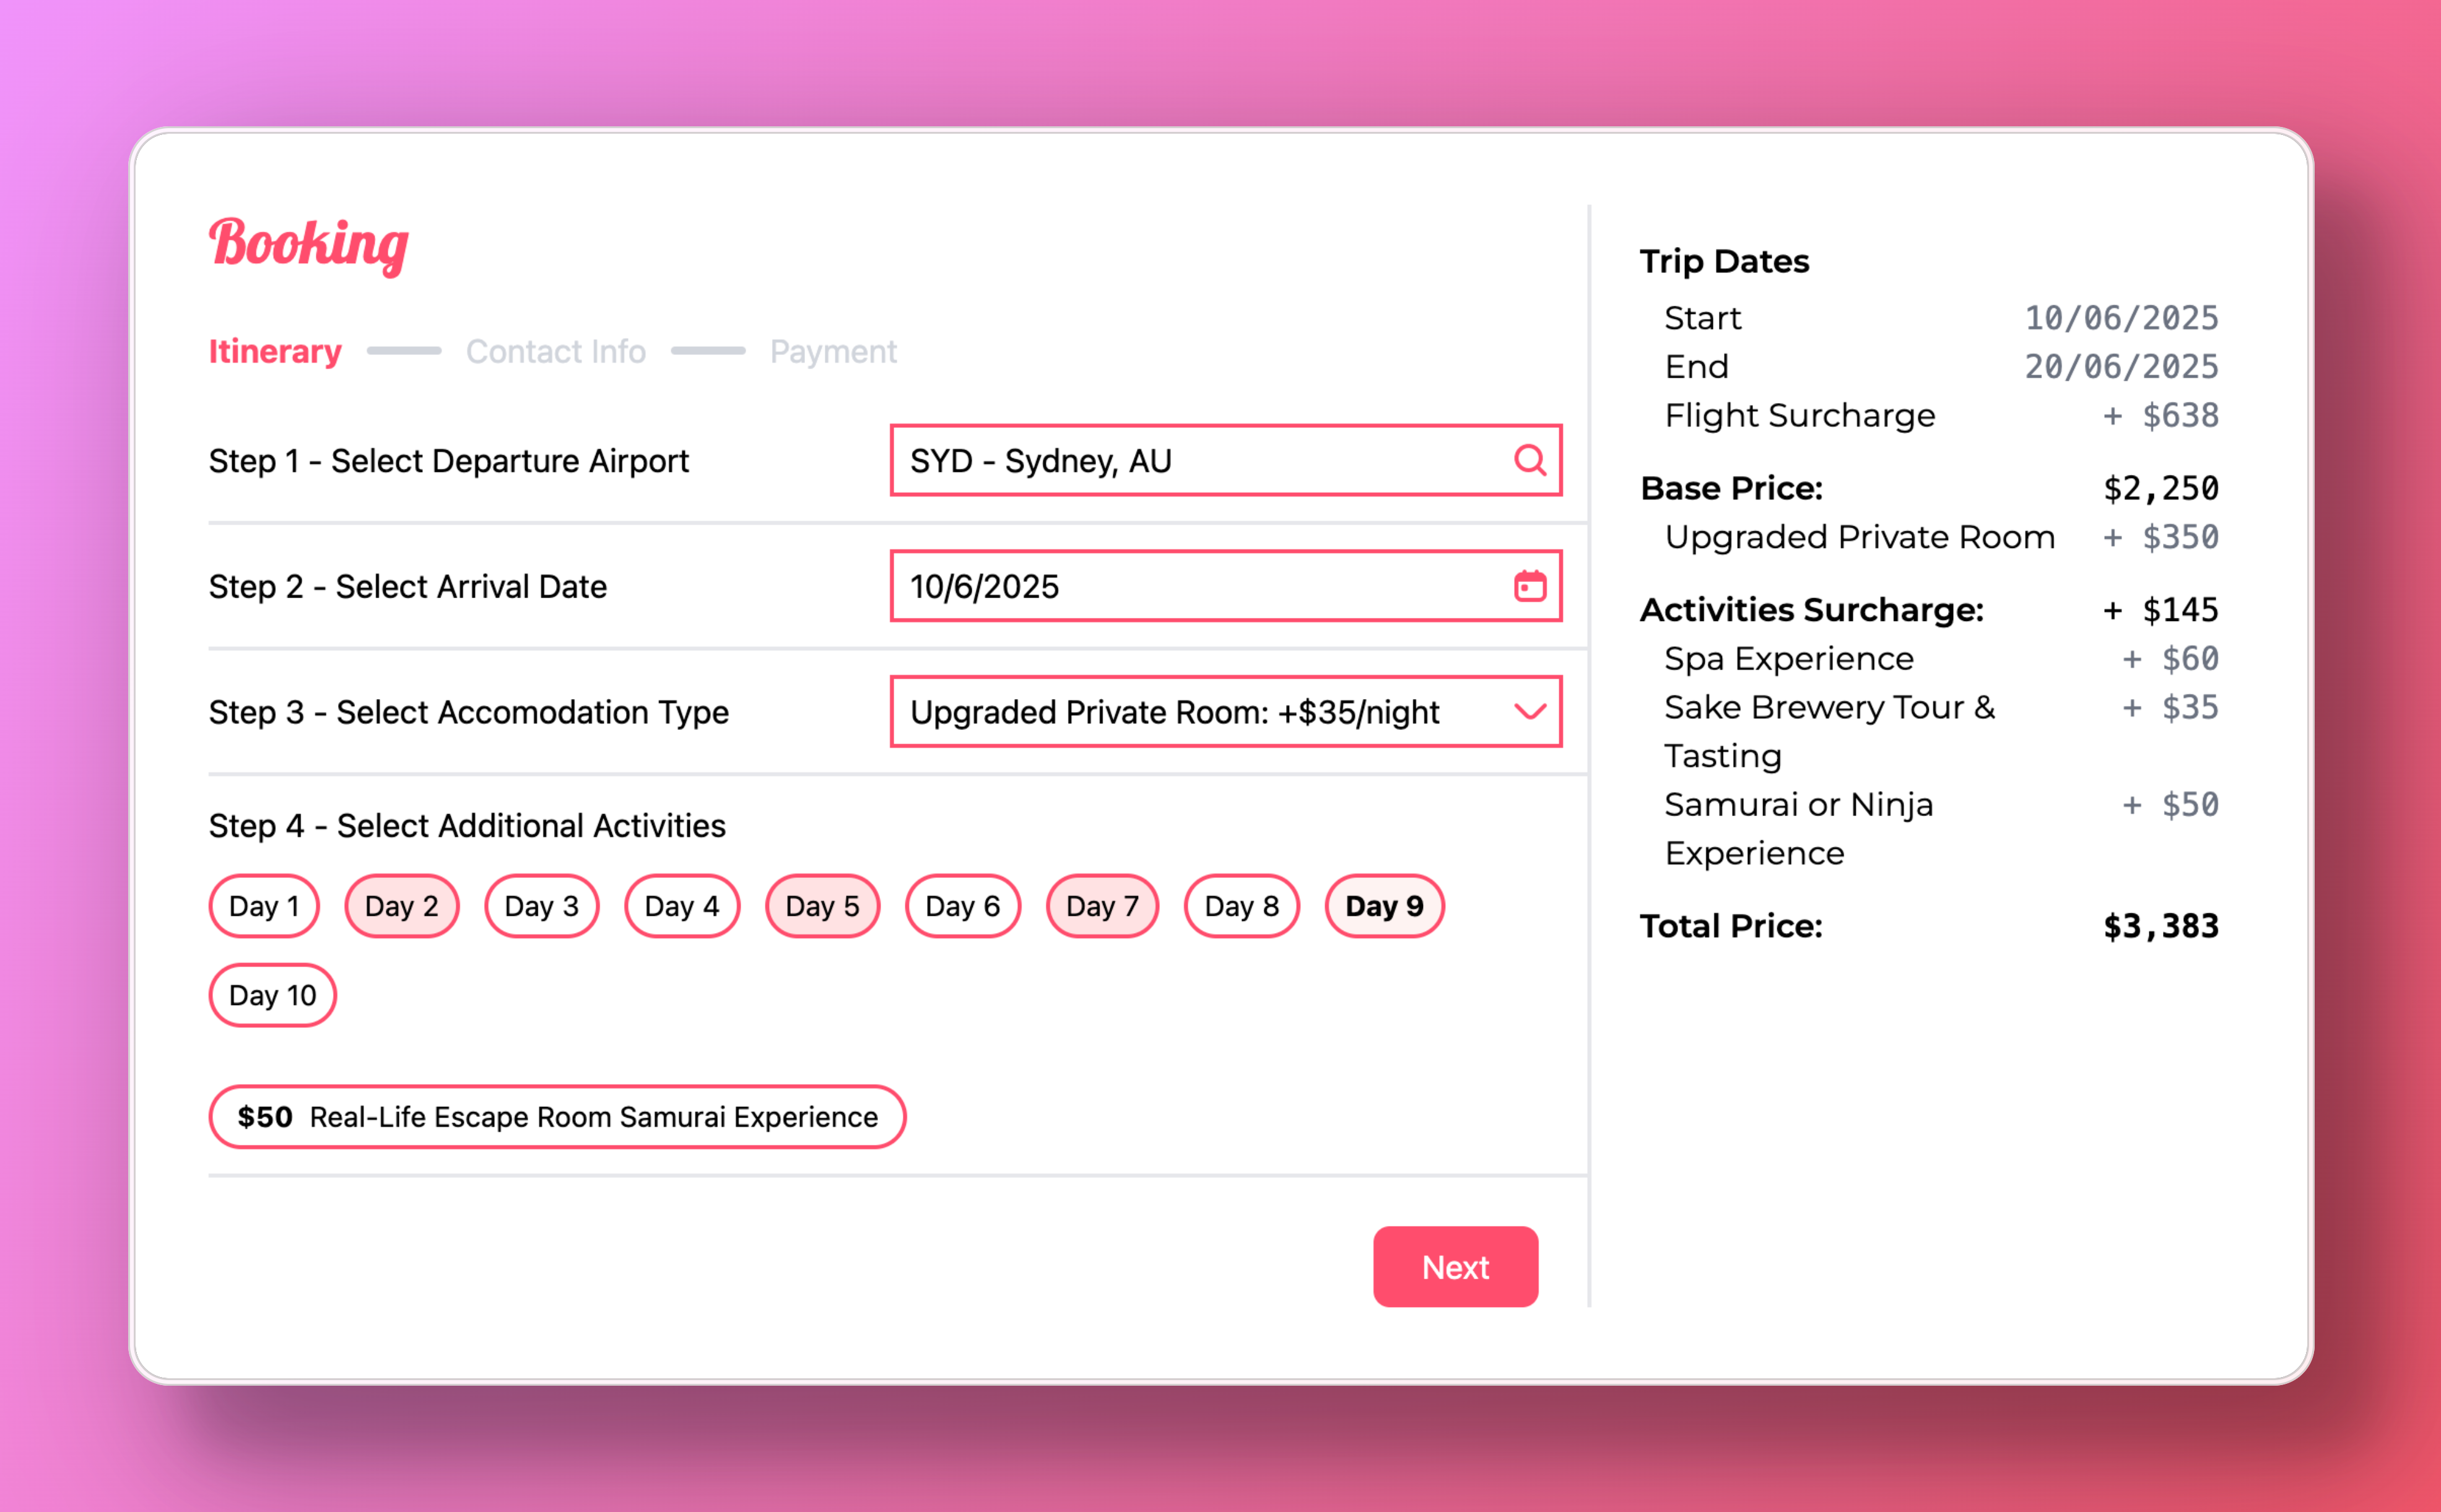 Booking
Itinerary Contact Info Payment
Step 1 - Select Departure Airport
SYD - Sydney, AU
Step 2 - Select Arrival Date
10/6/2025
Step 3 - Select Accomodation Type
Upgraded Private Room: +$35/night
Step 4 - Select Additional Activities
Day 1 Day 2 Day 3 Day 4 Day 5 Day 6 Day 7 Day 8 Day 9
Day 10
$50 Real-Life Escape Room Samurai Experience
Next
Trip Dates
Start 10/06/2025
End 20/06/2025
Flight Surcharge + $638
Base Price: $2,250
Upgraded Private Room + $350
Activities Surcharge: + $145
Spa Experience + $60
Sake Brewery Tour & + $35
Tasting
Samurai or Ninja + $50
Experience
Total Price: $3,383